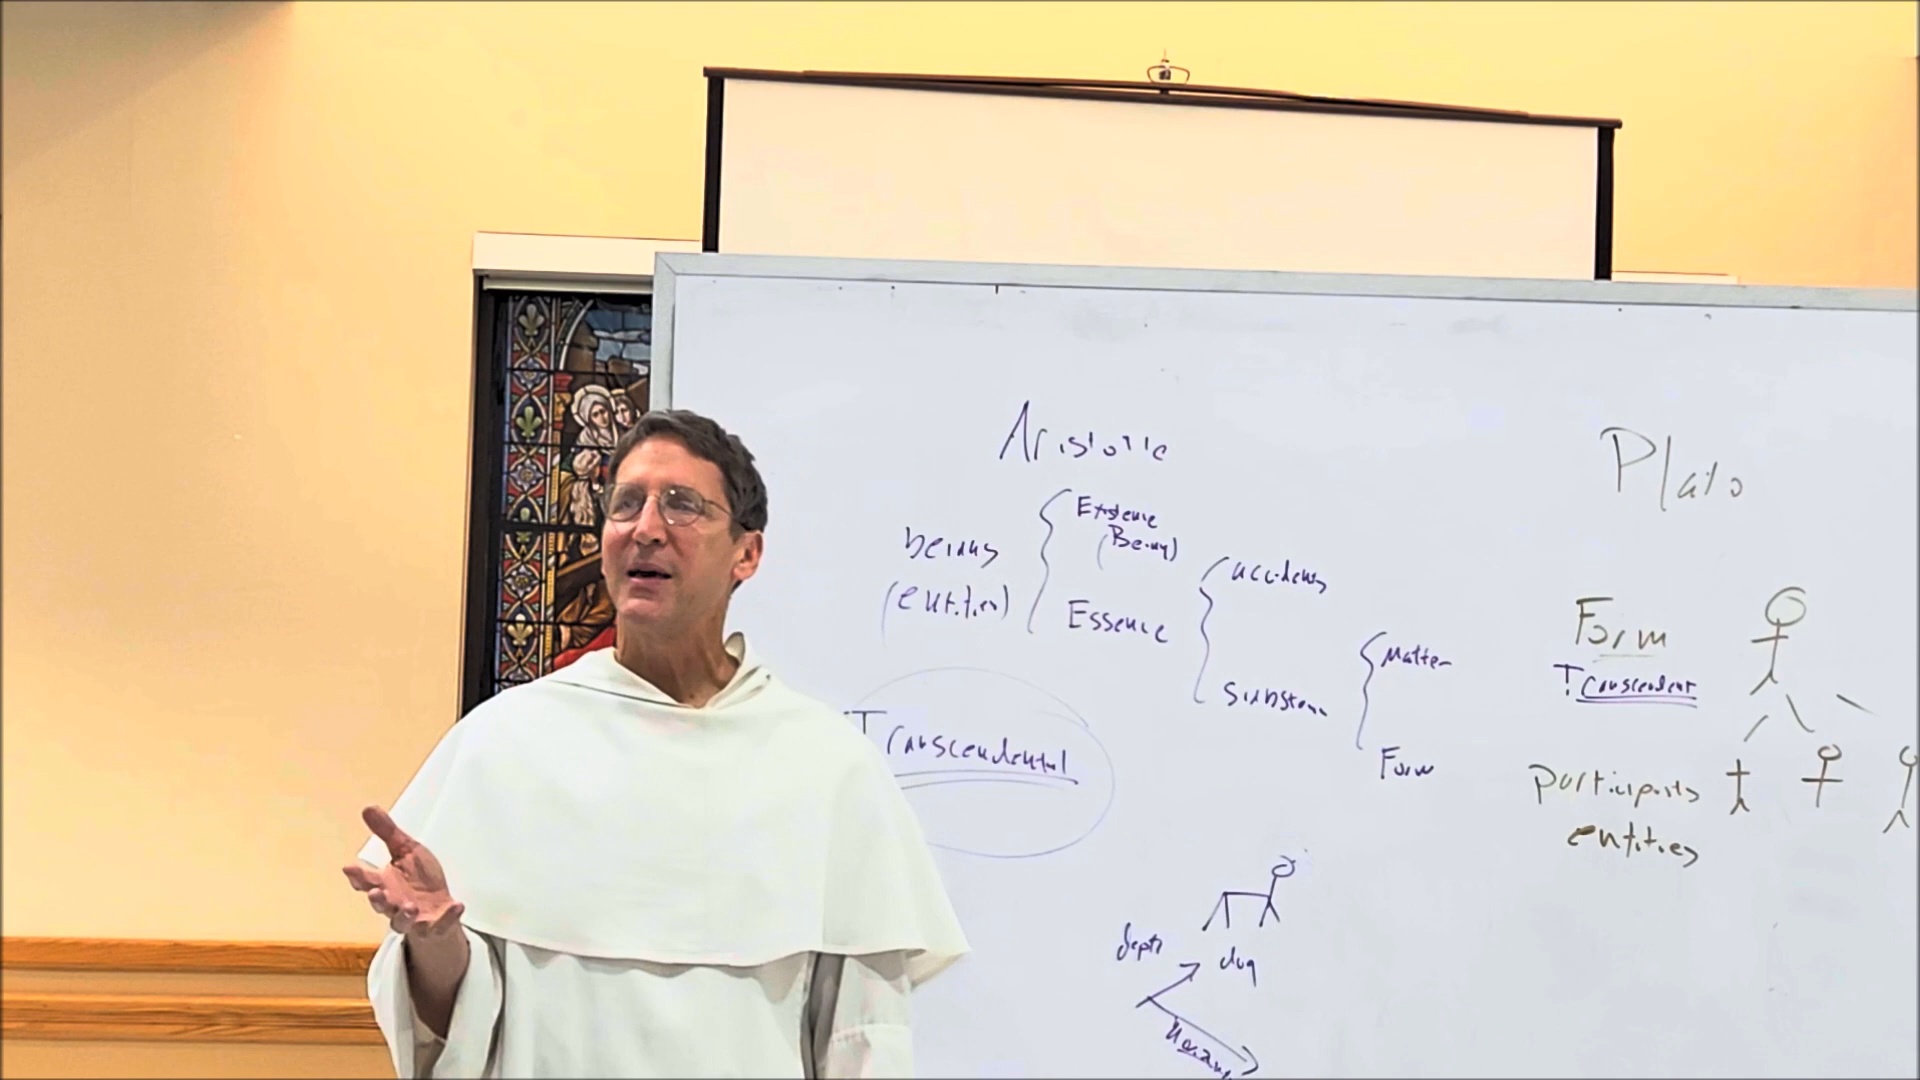 Aristotle
Plato
Existence
(Being)
beings
(entities)
Essence
accidents
substance
Matter
Form
Transcendental
Form
Transcendent
participants
entities
depth
dog